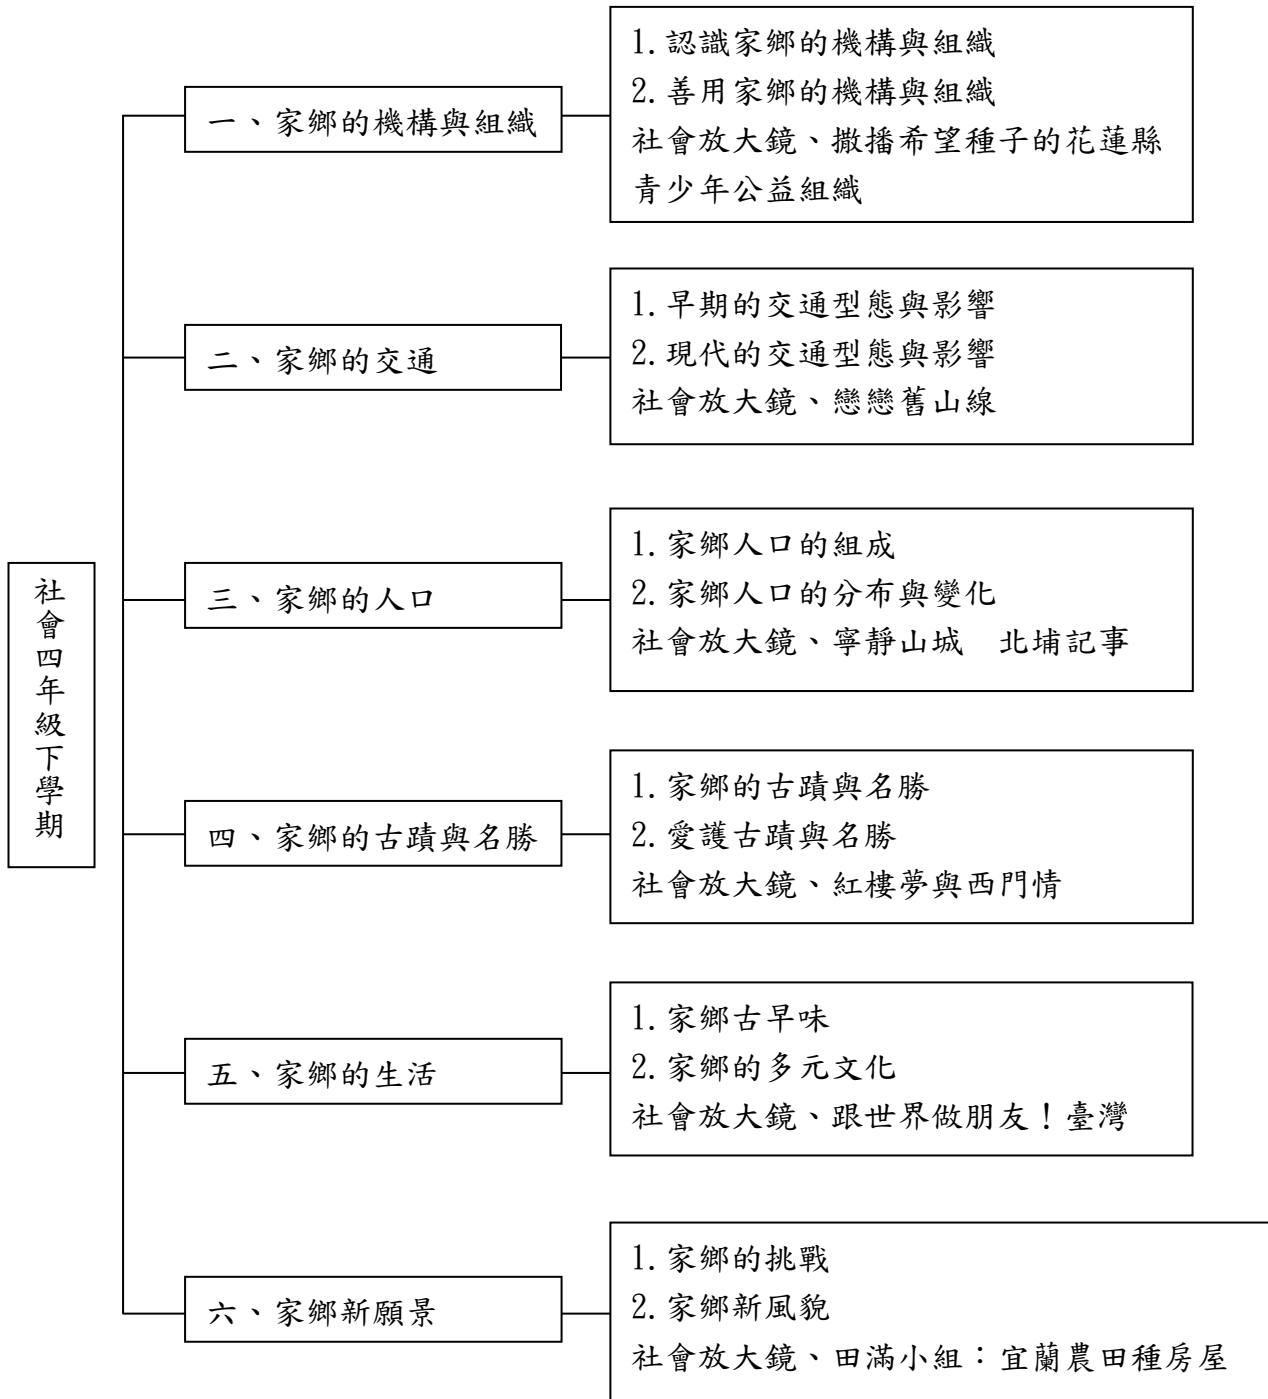 社會四年級下學期
一、家鄉的機構與組織
1.認識家鄉的機構與組織
2.善用家鄉的機構與組織
社會放大鏡、撒播希望種子的花蓮縣
青少年公益組織
二、家鄉的交通
1.早期的交通型態與影響
2.現代的交通型態與影響
社會放大鏡、戀戀舊山線
三、家鄉的人口
1.家鄉人口的組成
2.家鄉人口的分布與變化
社會放大鏡、寧靜山城　北埔記事
四、家鄉的古蹟與名勝
1.家鄉的古蹟與名勝
2.愛護古蹟與名勝
社會放大鏡、紅樓夢與西門情
五、家鄉的生活
1.家鄉古早味
2.家鄉的多元文化
社會放大鏡、跟世界做朋友！臺灣
六、家鄉新願景
1.家鄉的挑戰
2.家鄉新風貌
社會放大鏡、田滿小組：宜蘭農田種房屋